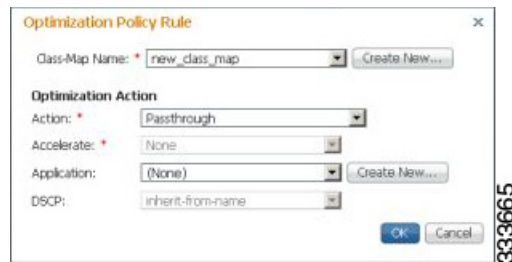 Optimization Policy Rule
Class-Map Name: * new_class_map Create New...
Optimization Action
Action: * Passthrough
Accelerate: * None
Application: (None) Create New...
DSCP: inherit-from-name
OK Cancel
333665